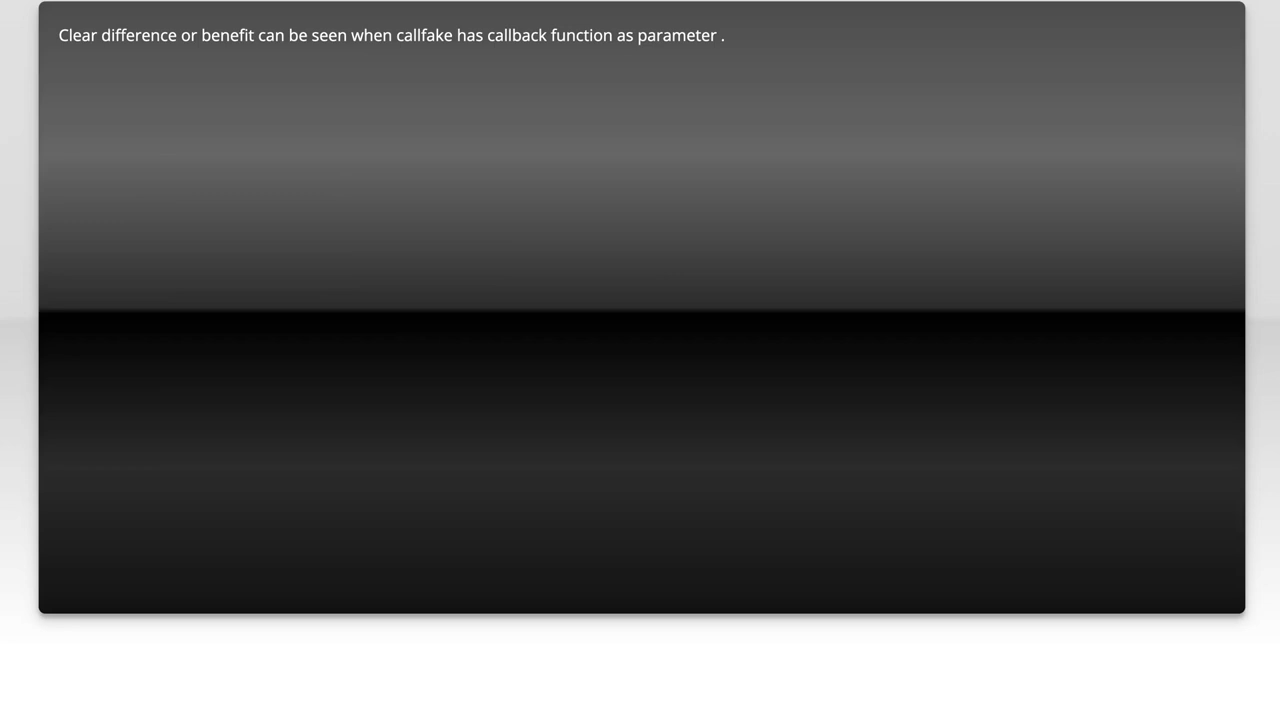 Clear difference or benefit can be seen when callfake has callback function as parameter .